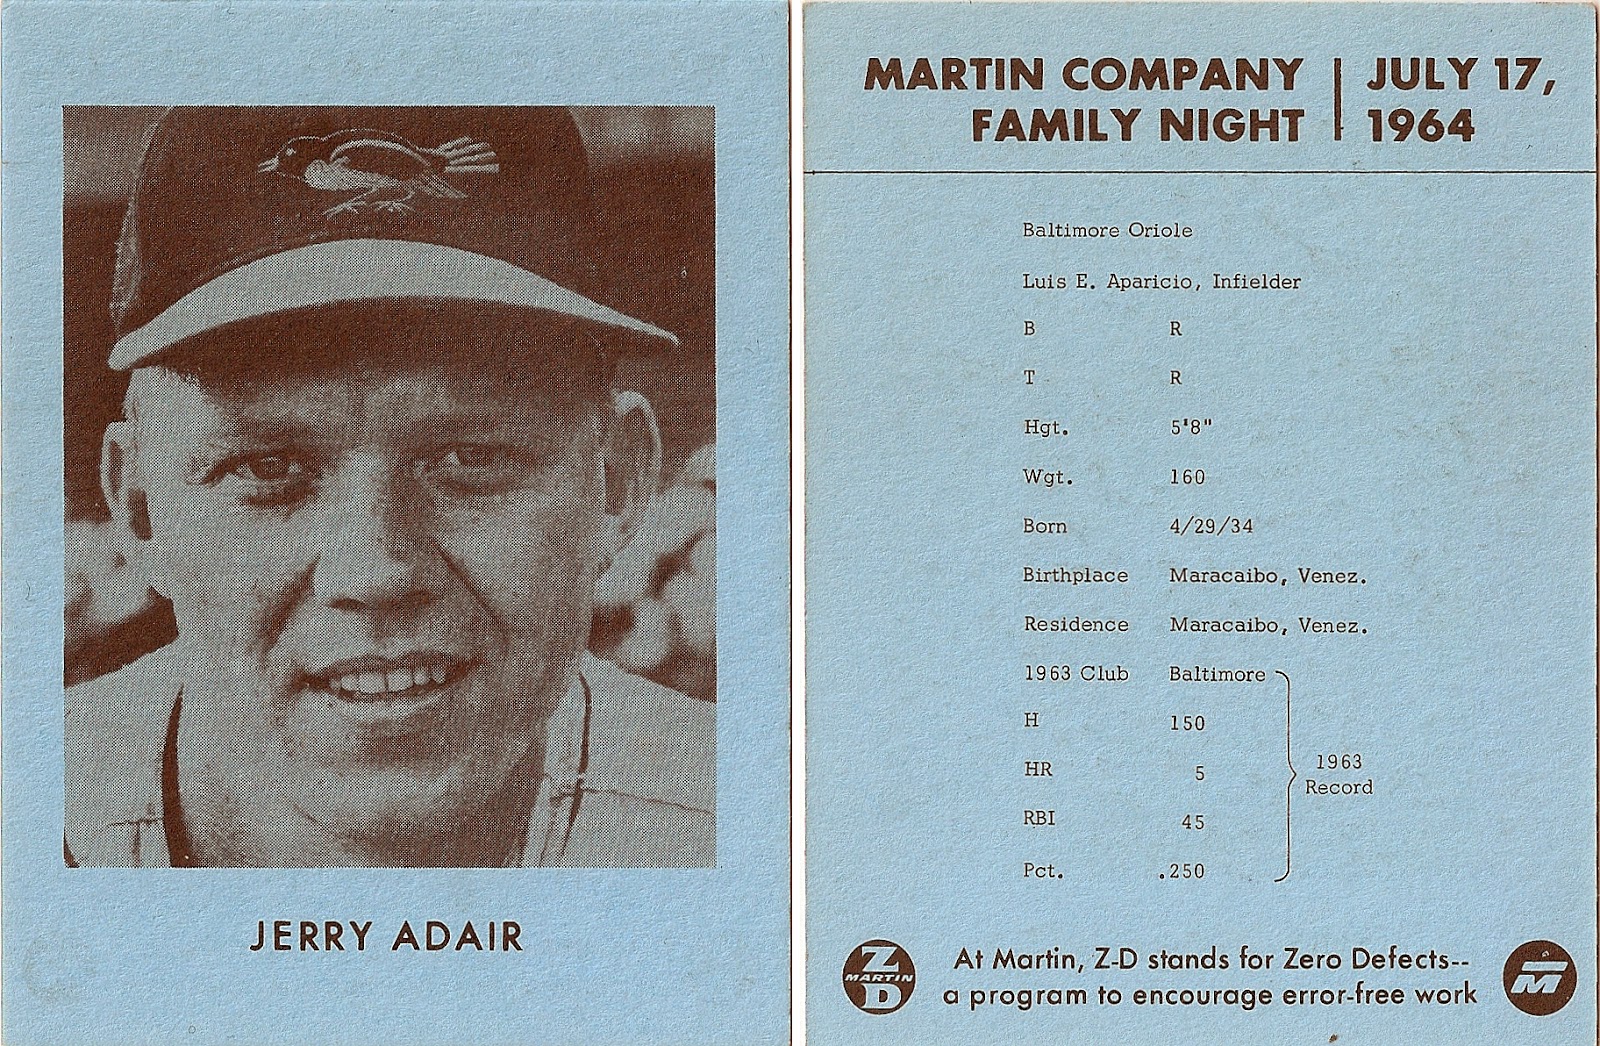 JERRY ADAIR
MARTIN COMPANY
FAMILY NIGHT
JULY 17,
1964
Baltimore Oriole
Luis E. Aparicio, Infielder
B R
T R
Hgt. 5'8"
Wgt. 160
Born 4/29/34
Birthplace Maracaibo, Venez.
Residence Maracaibo, Venez.
1963 Club Baltimore
H 150
HR 5
RBI 45
Pct. .250
1963
Record
Z
MARTIN
D
At Martin, Z-D stands for Zero Defects--
a program to encourage error-free work
M